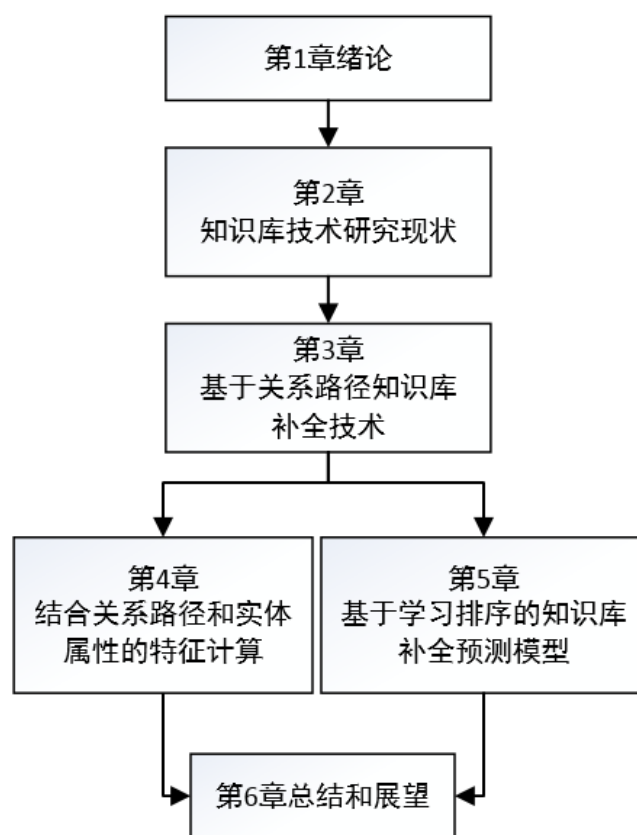 第1章绪论
第2章
知识库技术研究现状
第3章
基于关系路径知识库
补全技术
第4章
结合关系路径和实体
属性的特征计算
第5章
基于学习排序的知识库
补全预测模型
第6章总结和展望